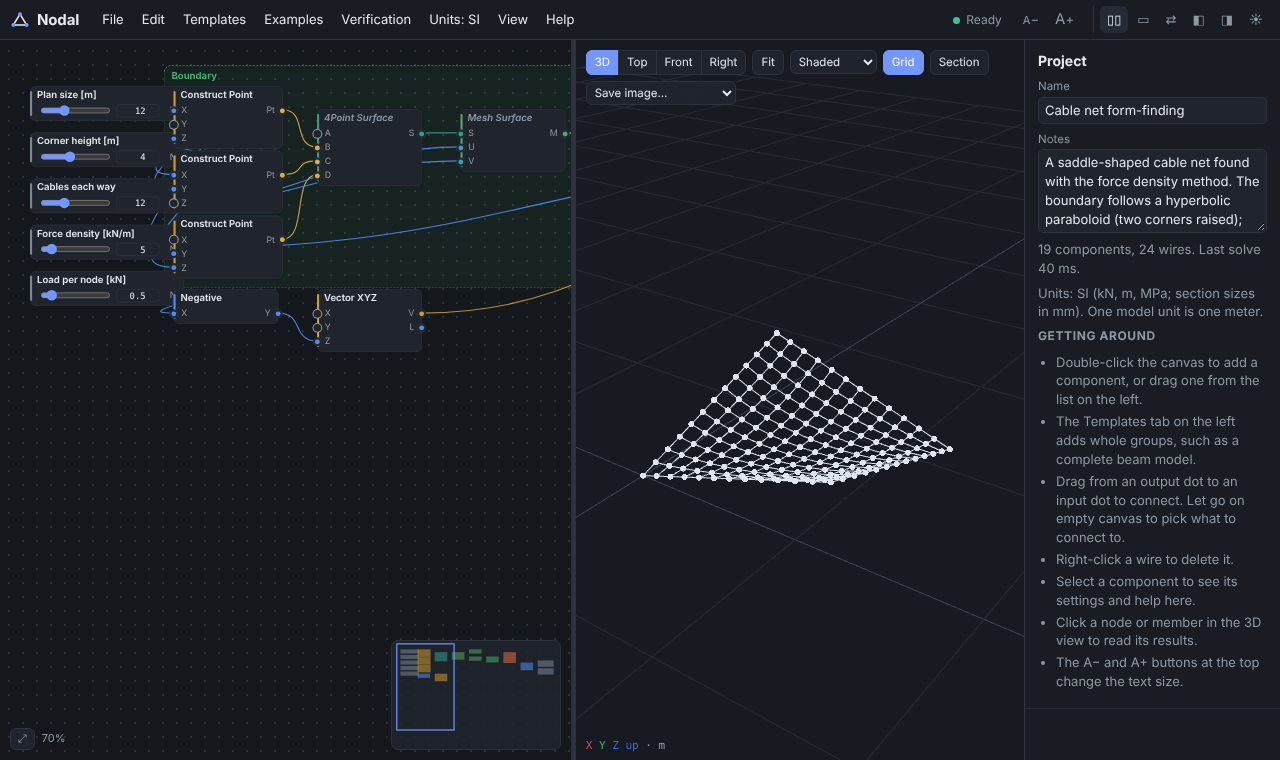 Nodal File Edit Templates Examples Verification Units: SI View Help Ready A− A+
Boundary
Plan size [m]
12
Corner height [m]
4
Cables each way
12
Force density [kN/m]
5
Load per node [kN]
0.5
Construct Point
X Pt
Y
Z
Construct Point
X Pt
Y
Z
Construct Point
X Pt
Y
Z
4Point Surface
A S
B
C
D
Mesh Surface
S M
U
V
Negative
X Y
Vector XYZ
X V
Y L
Z
70%
3D Top Front Right Fit Shaded Grid Section
Save image...
X Y Z up · m
Project
Name
Cable net form-finding
Notes
A saddle-shaped cable net found
with the force density method. The
boundary follows a hyperbolic
paraboloid (two corners raised);
19 components, 24 wires. Last solve
40 ms.
Units: SI (kN, m, MPa; section sizes
in mm). One model unit is one meter.
GETTING AROUND
• Double-click the canvas to add a
component, or drag one from the
list on the left.
• The Templates tab on the left
adds whole groups, such as a
complete beam model.
• Drag from an output dot to an
input dot to connect. Let go on
empty canvas to pick what to
connect to.
• Right-click a wire to delete it.
• Select a component to see its
settings and help here.
• Click a node or member in the 3D
view to read its results.
• The A− and A+ buttons at the top
change the text size.